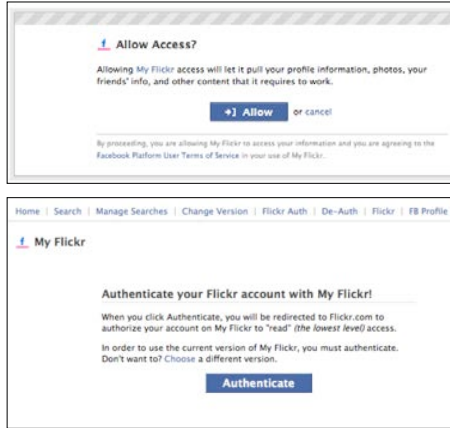 Allow Access?
Allowing My Flickr access will let it pull your profile information, photos, your
friends' info, and other content that it requires to work.
Allow or cancel
By proceeding, you are allowing My Flickr to access your information and you are agreeing to the
Facebook Platform User Terms of Service in your use of My Flickr.
Home | Search | Manage Searches | Change Version | Flickr Auth | De-Auth | Flickr | FB Profile
My Flickr
Authenticate your Flickr account with My Flickr!
When you click Authenticate, you will be redirected to Flickr.com to
authorize your account on My Flickr to "read" (the lowest level) access.
In order to use the current version of My Flickr, you must authenticate.
Don't want to? Choose a different version.
Authenticate